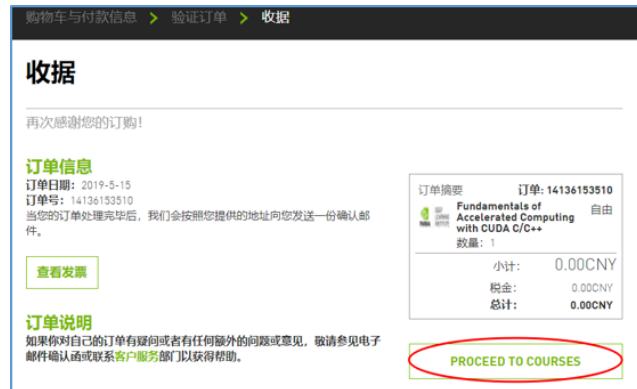 购物车与付款信息 > 验证订单 > 收据
收据
再次感谢您的订购!
订单信息
订单日期: 2019-5-15
订单号: 14136153510
当您的订单处理完毕后，我们会按照您提供的地址向您发送一份确认邮
件。
查看发票
订单说明
如果你对自己的订单有疑问或者有任何额外的问题或意见，敬请参见电子
邮件确认函或联系客户服务部门以获得帮助。
订单摘要 订单: 14136153510
Fundamentals of 自由
Accelerated Computing
with CUDA C/C++
数量: 1
小计: 0.00CNY
税金: 0.00CNY
总计: 0.00CNY
PROCEED TO COURSES